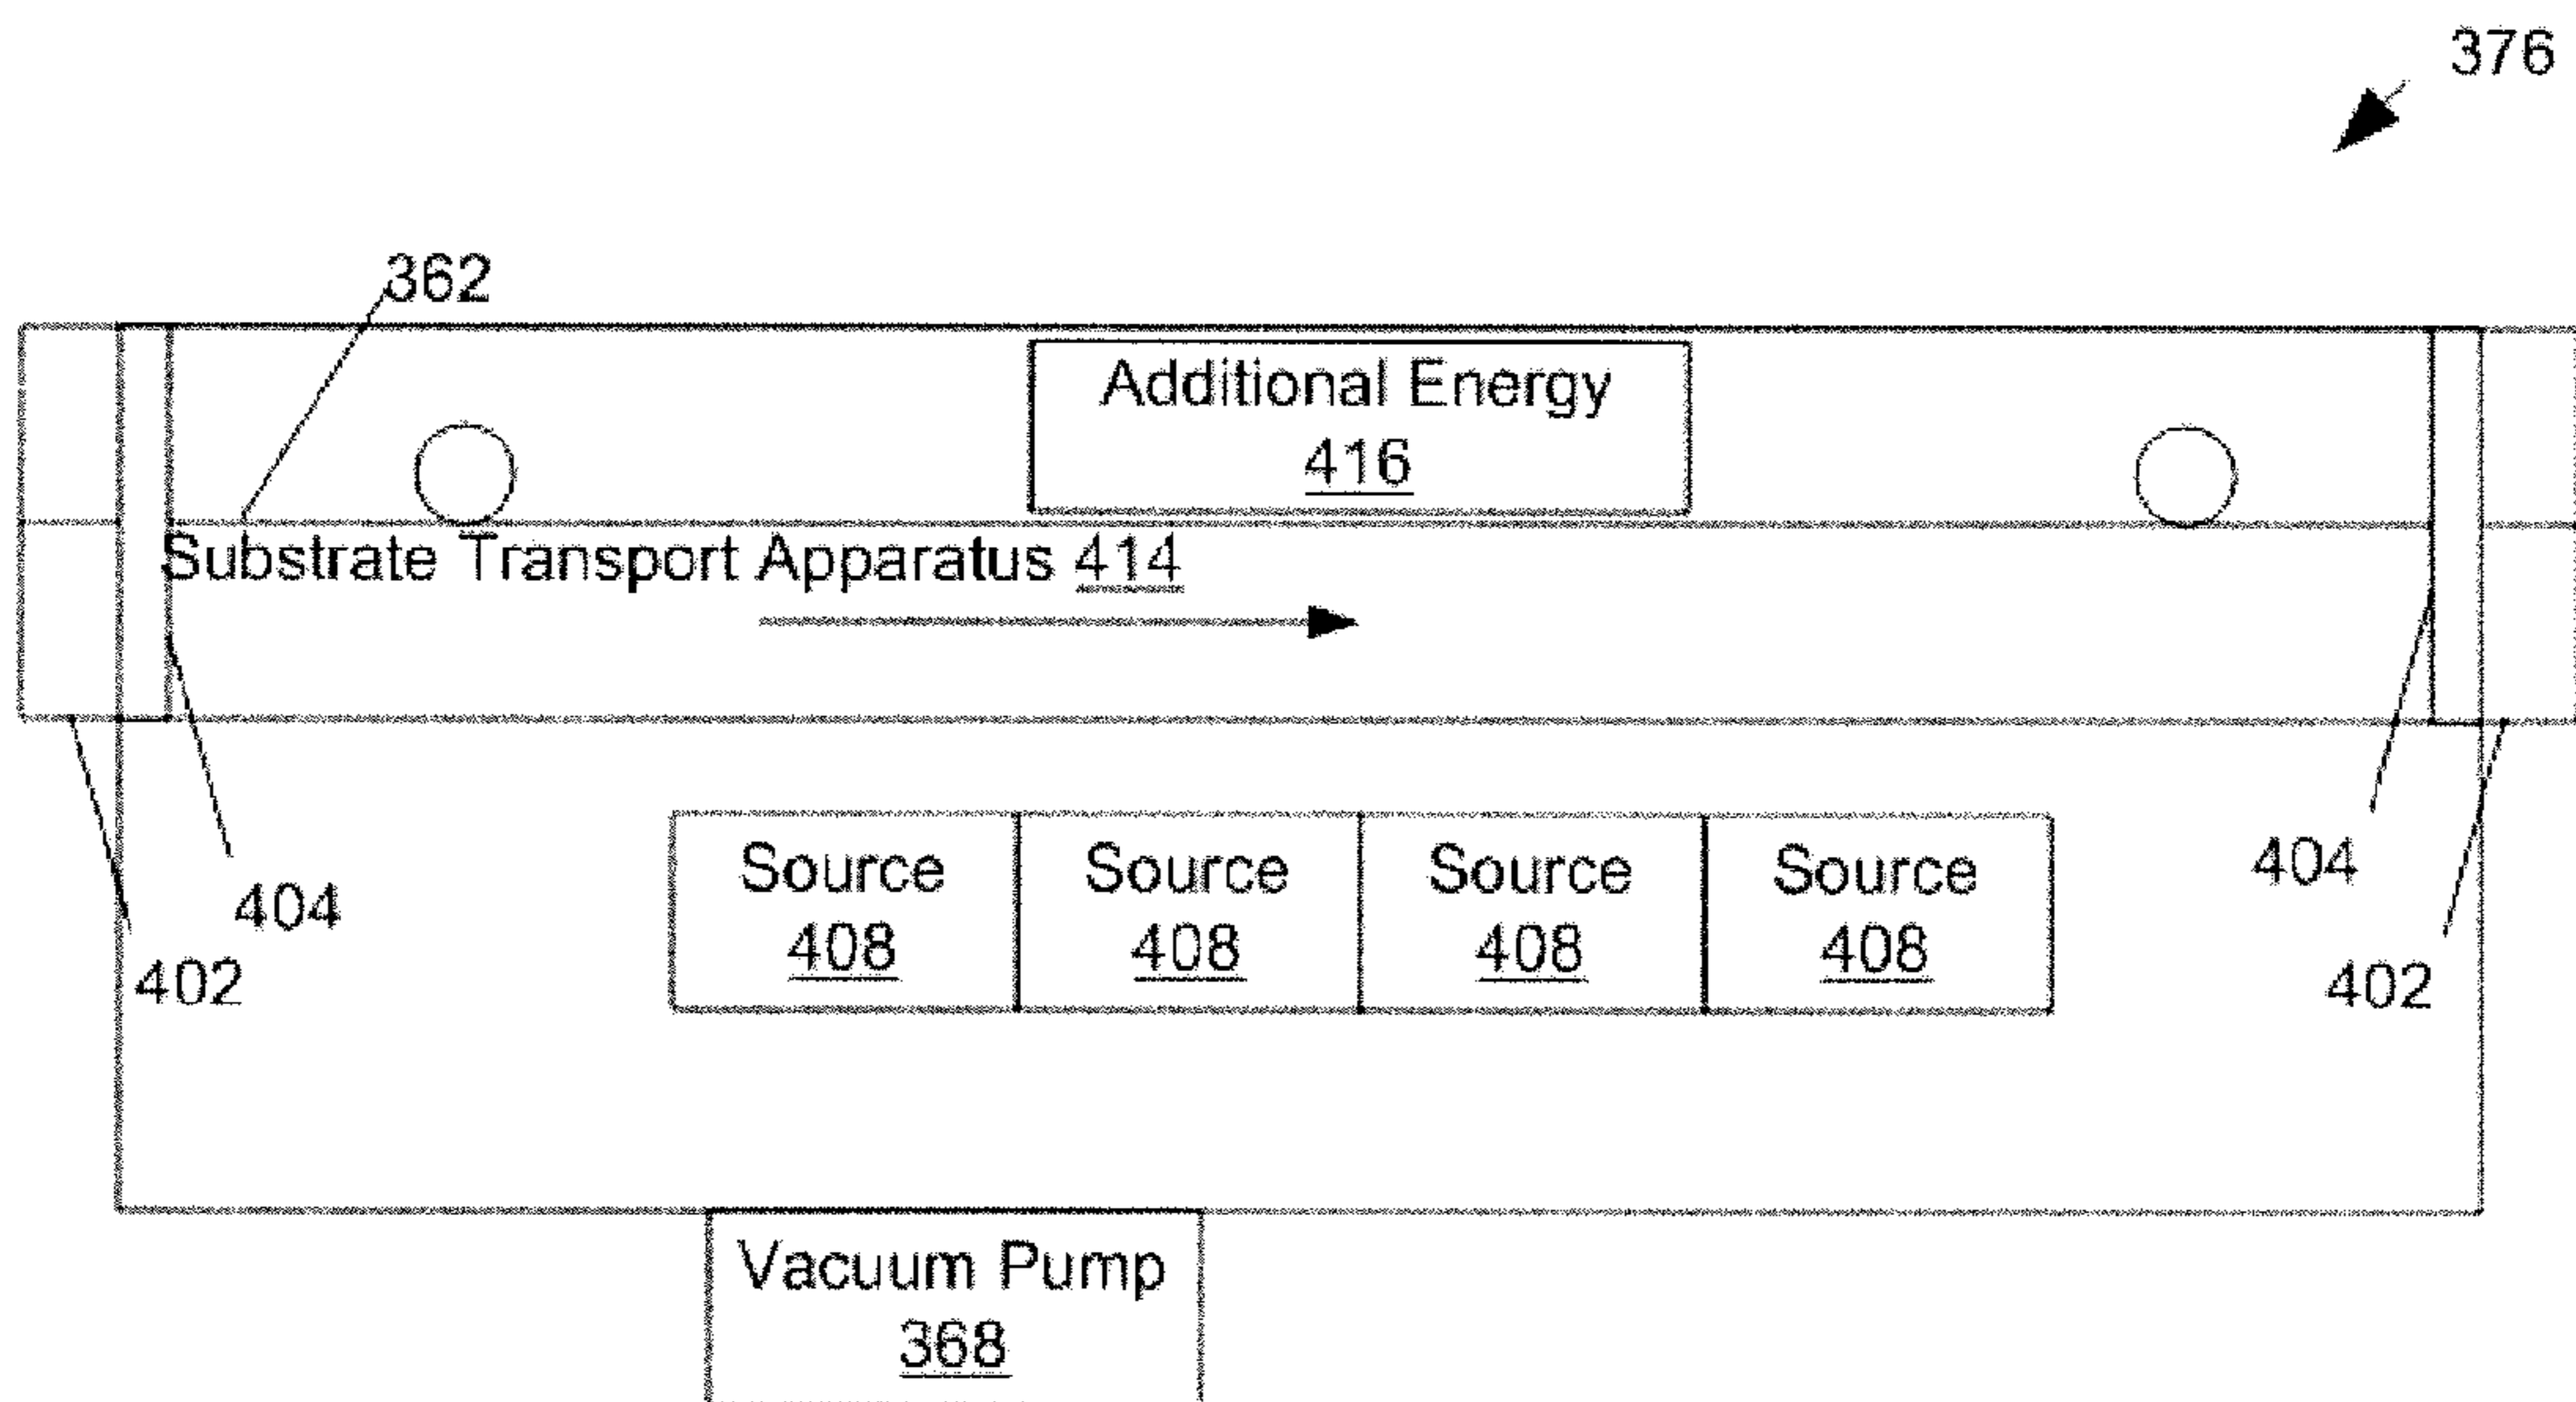 376
362
Additional Energy
416
Substrate Transport Apparatus 414
Source
408
Source
408
Source
408
Source
408
404
404
402
402
Vacuum Pump
368